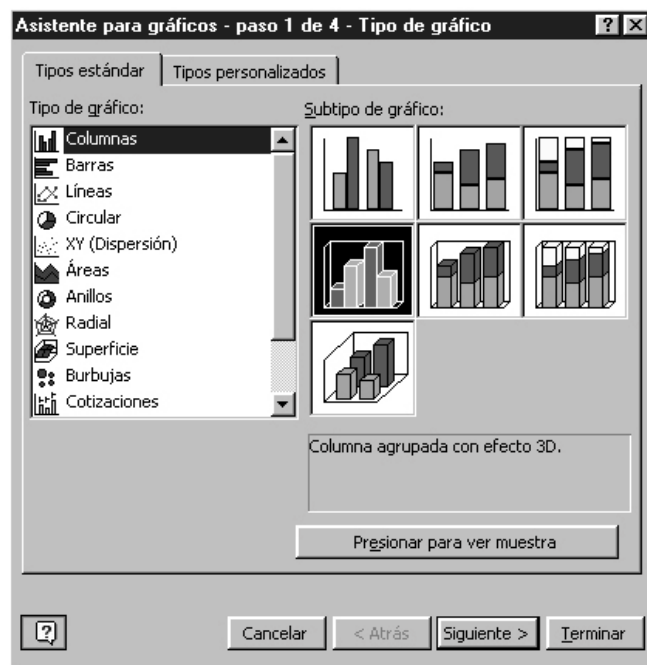 Asistente para gráficos - paso 1 de 4 - Tipo de gráfico
Tipos estándar
Tipos personalizados
Tipo de gráfico:
Subtipo de gráfico:
Columnas
Barras
Líneas
Circular
XY (Dispersión)
Áreas
Anillos
Radial
Superficie
Burbujas
Cotizaciones
Columna agrupada con efecto 3D.
Presionar para ver muestra
Cancelar
< Atrás
Siguiente >
Terminar